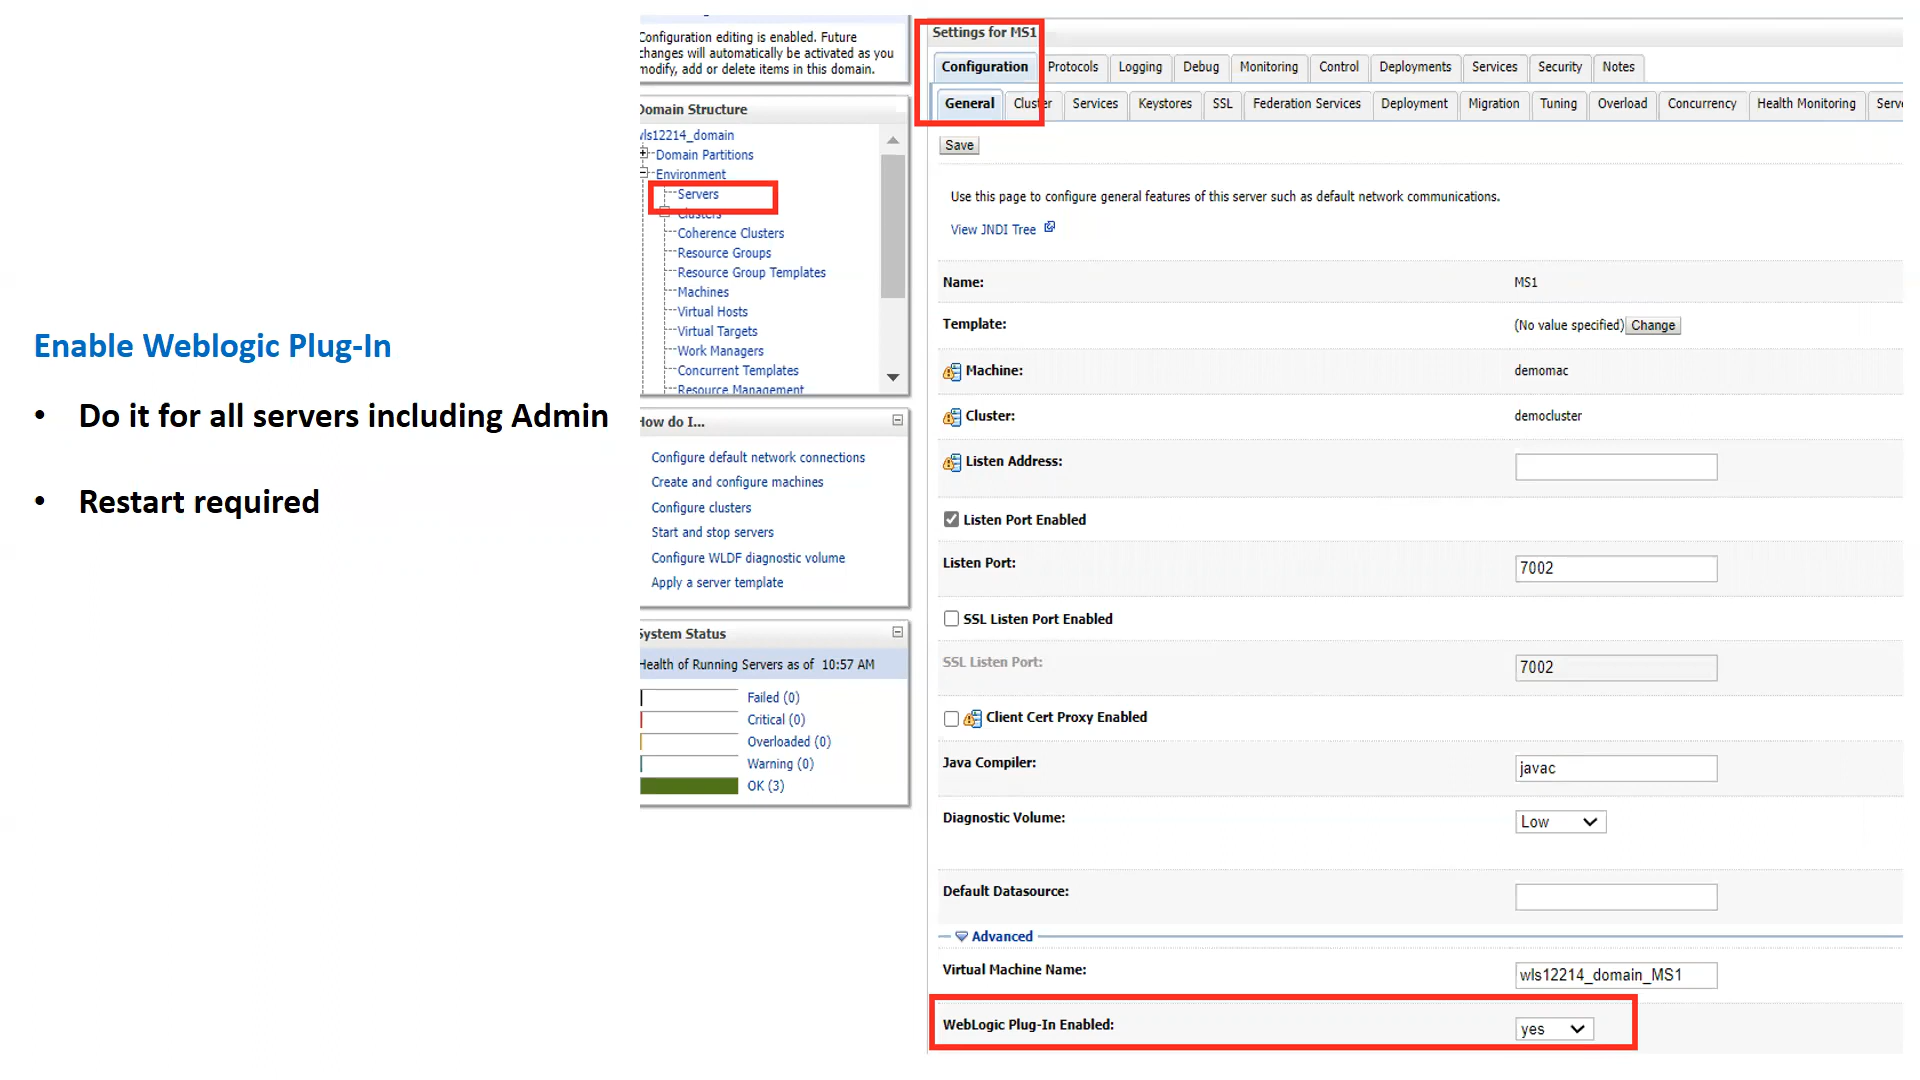 Enable Weblogic Plug-In
• Do it for all servers including Admin
• Restart required
Configuration editing is enabled. Future
changes will automatically be activated as you
modify, add or delete items in this domain.
Domain Structure
wls12214_domain
Domain Partitions
Environment
Servers
Clusters
Coherence Clusters
Resource Groups
Resource Group Templates
Machines
Virtual Hosts
Virtual Targets
Work Managers
Concurrent Templates
Resource Management
How do I...
Configure default network connections
Create and configure machines
Configure clusters
Start and stop servers
Configure WLDF diagnostic volume
Apply a server template
System Status
Health of Running Servers as of 10:57 AM
Failed (0)
Critical (0)
Overloaded (0)
Warning (0)
OK (3)
Settings for MS1
Configuration Protocols Logging Debug Monitoring Control Deployments Services Security Notes
General Cluster Services Keystores SSL Federation Services Deployment Migration Tuning Overload Concurrency Health Monitoring Serv
Save
Use this page to configure general features of this server such as default network communications.
View JNDI Tree
Name: MS1
Template: (No value specified) Change
Machine: demomac
Cluster: democluster
Listen Address:
Listen Port Enabled
Listen Port: 7002
SSL Listen Port Enabled
SSL Listen Port: 7002
Client Cert Proxy Enabled
Java Compiler: javac
Diagnostic Volume: Low
Default Datasource:
Advanced
Virtual Machine Name: wls12214_domain_MS1
WebLogic Plug-In Enabled: yes